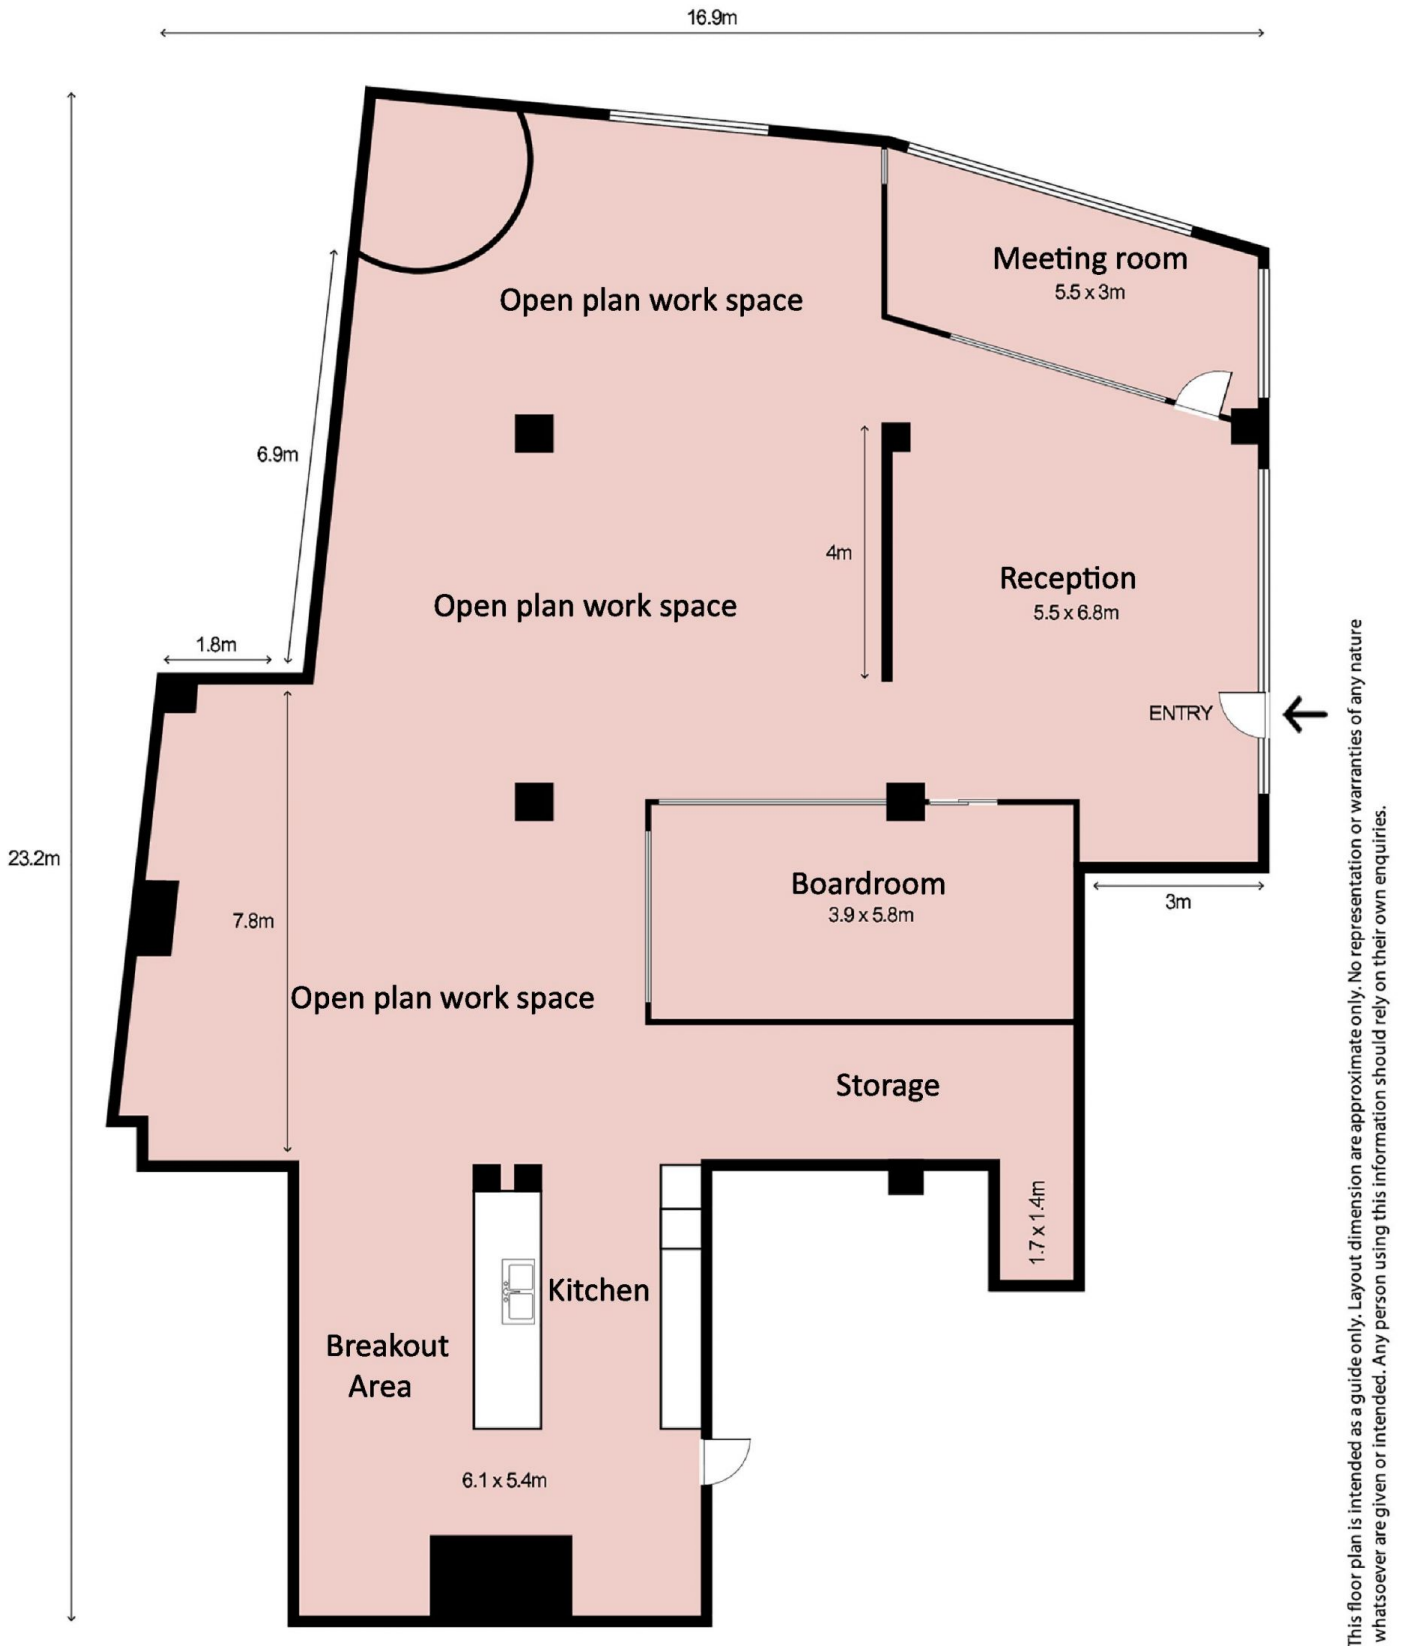 16.9m
Meeting room
5.5 x 3m
Open plan work space
6.9m
4m
Reception
5.5 x 6.8m
Open plan work space
1.8m
ENTRY
23.2m
Boardroom
3.9 x 5.8m
3m
7.8m
Open plan work space
Storage
1.7 x 1.4m
Kitchen
Breakout
Area
6.1 x 5.4m
This floor plan is intended as a guide only. Layout dimension are approximate only. No representation or warranties of any nature
whatsoever are given or intended. Any person using this information should rely on their own enquiries.